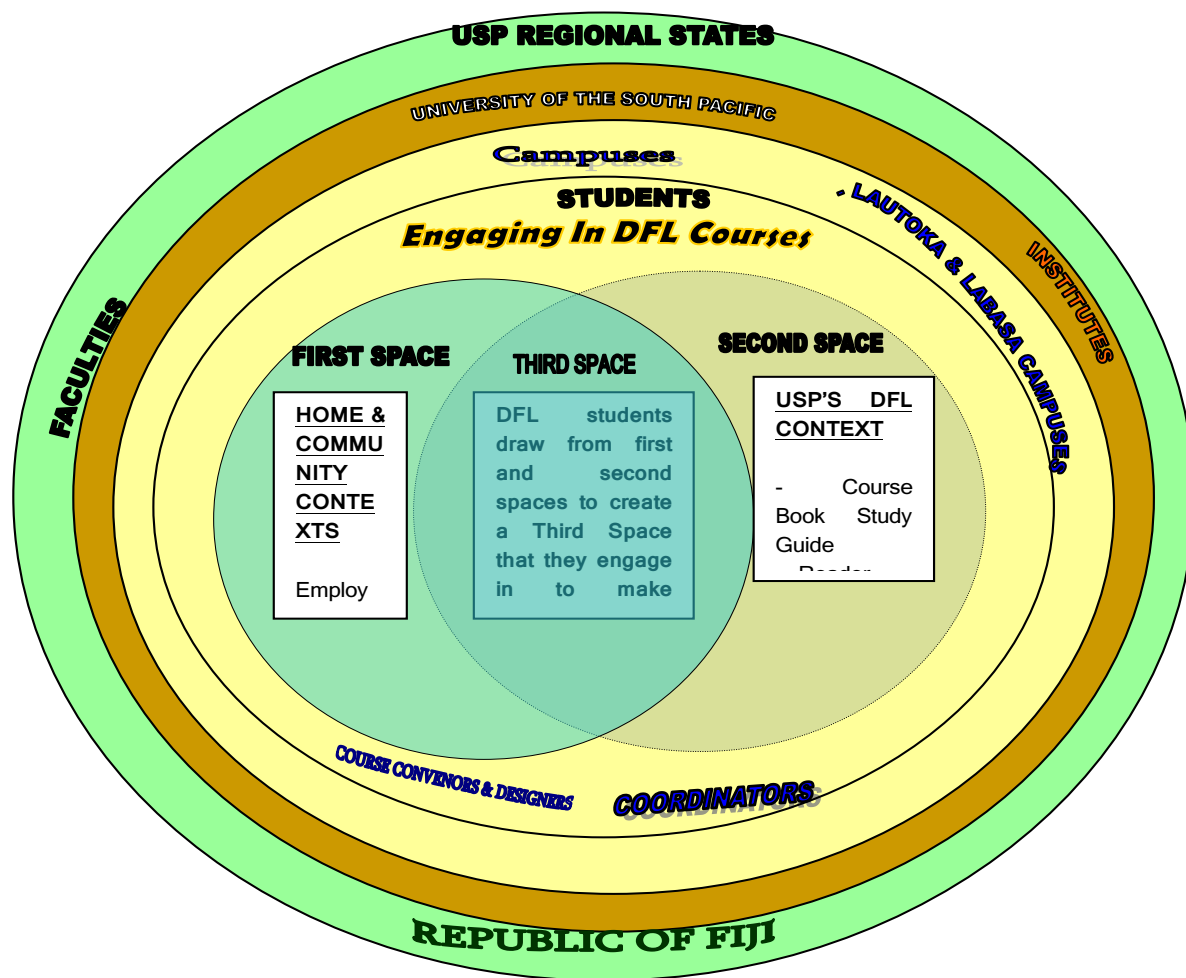 USP REGIONAL STATES
UNIVERSITY OF THE SOUTH PACIFIC
Campuses
STUDENTS
Engaging In DFL Courses
- LAUTOKA & LABASA CAMPUSES
INSTITUTES
FACULTIES
FIRST SPACE
THIRD SPACE
SECOND SPACE
HOME &
COMMU
NITY
CONTE
XTS
Employ
DFL students
draw from first
and second
spaces to create
a Third Space
that they engage
in to make
USP'S DFL
CONTEXT
- Course
Book Study
Guide
- Reader
COURSE CONVENORS & DESIGNERS
COORDINATORS
REPUBLIC OF FIJI